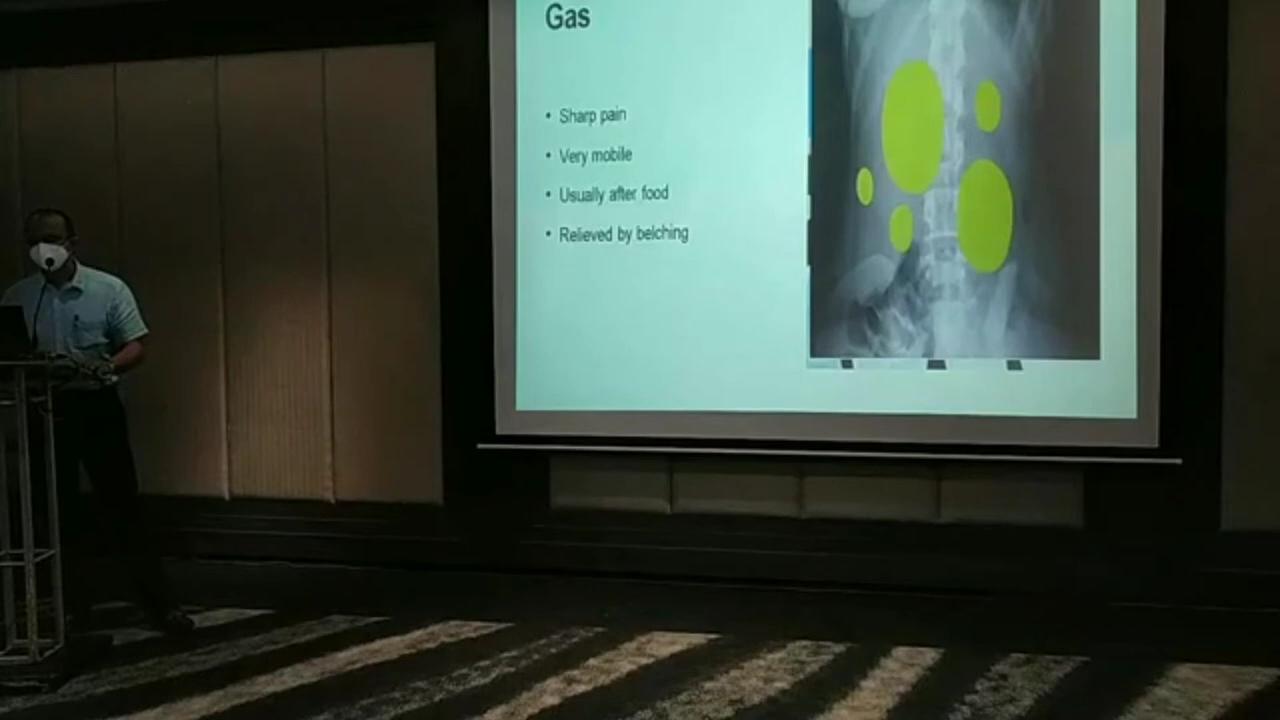 Gas
• Sharp pain
• Very mobile
• Usually after food
• Relieved by belching